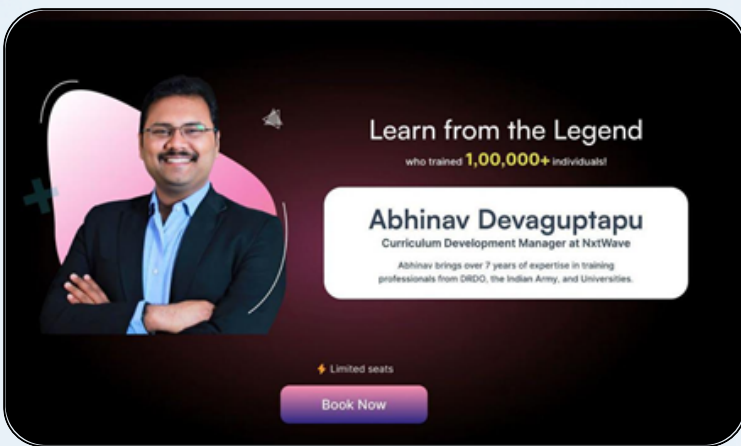 Learn from the Legend
who trained 1,00,000+ individuals!
Abhinav Devaguptapu
Curriculum Development Manager at NxtWave
Abhinav brings over 7 years of expertise in training
professionals from DRDO, the Indian Army, and Universities.
Limited seats
Book Now